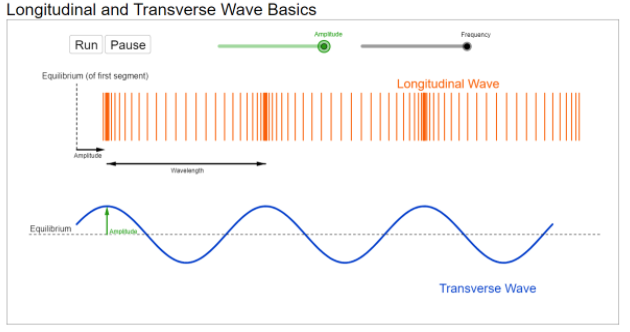 Longitudinal and Transverse Wave Basics
Run Pause
Amplitude
Frequency
Equilibrium (of first segment)
Longitudinal Wave
Amplitude
Wavelength
Equilibrium
Amplitude
Transverse Wave